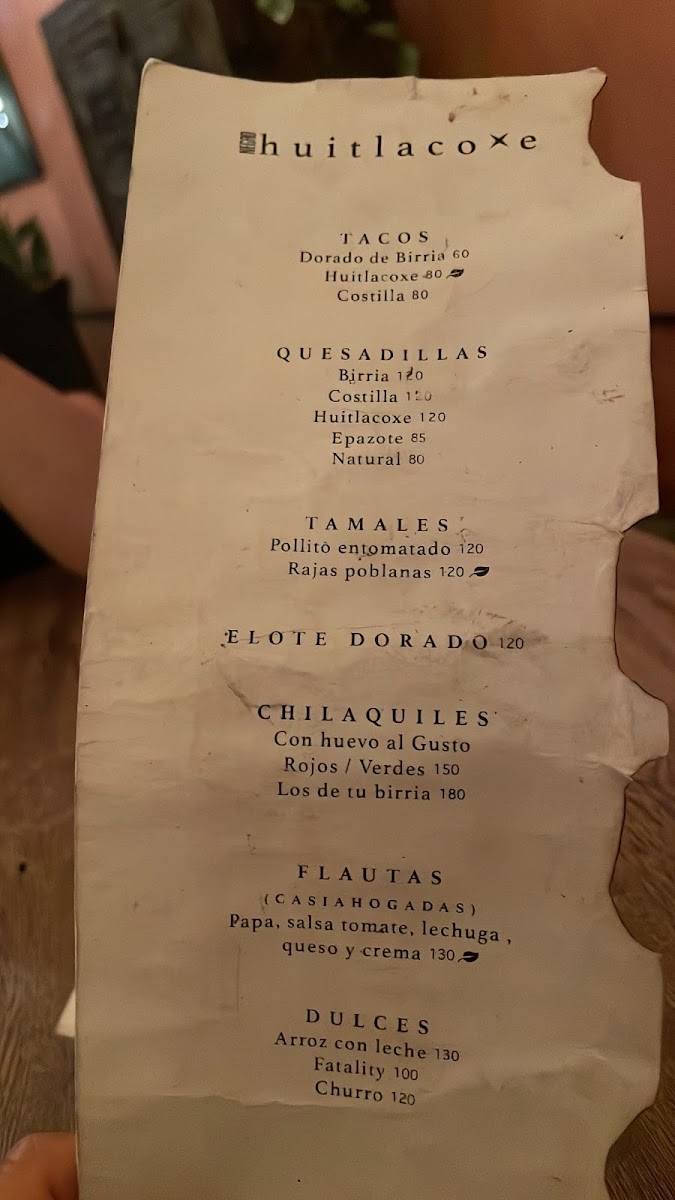 NEGRO huitlacoxe
TACOS
Dorado de Birria 60
Huitlacoxe 80
Costilla 80
QUESADILLAS
Birria 120
Costilla 120
Huitlacoxe 120
Epazote 85
Natural 80
TAMALES
Pollito entomatado 120
Rajas poblanas 120
ELOTE DORADO 120
CHILAQUILES
Con huevo al Gusto
Rojos / Verdes 150
Los de tu birria 180
FLAUTAS
(CASIAHOGADAS)
Papa, salsa tomate, lechuga ,
queso y crema 130
DULCES
Arroz con leche 130
Fatality 100
Churro 120